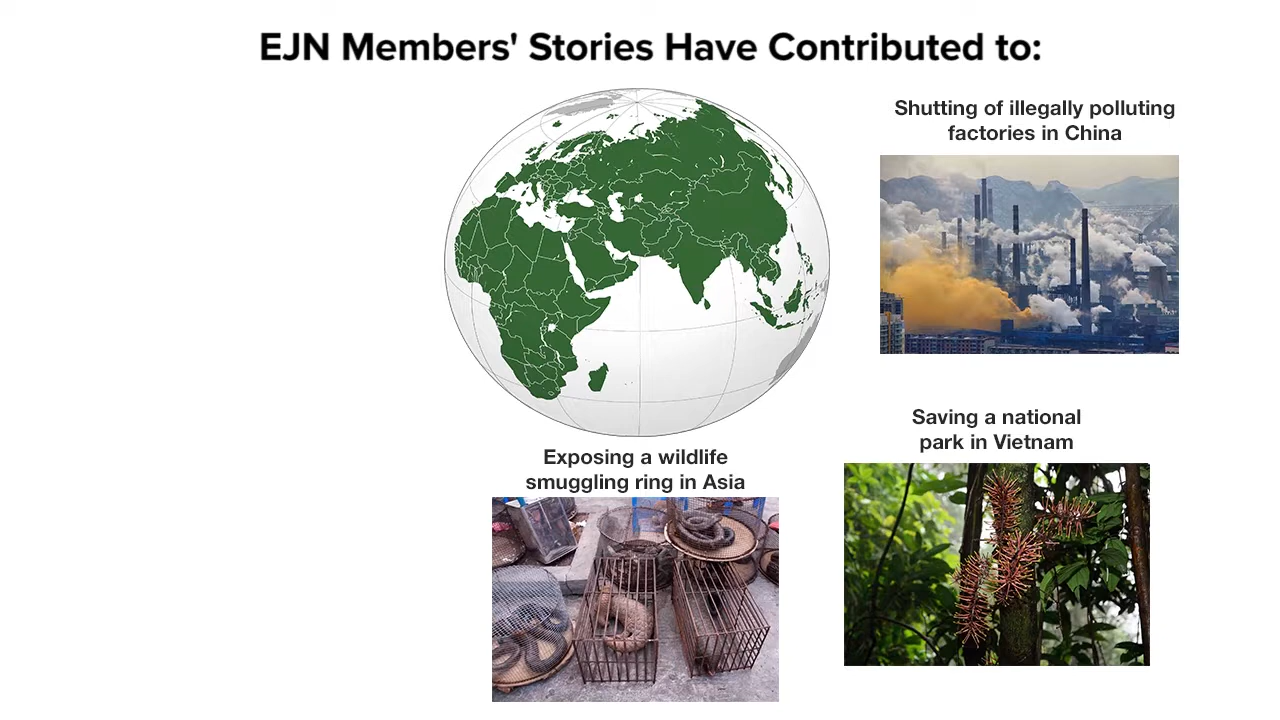 EJN Members' Stories Have Contributed to:
Shutting of illegally polluting
factories in China
Saving a national
park in Vietnam
Exposing a wildlife
smuggling ring in Asia